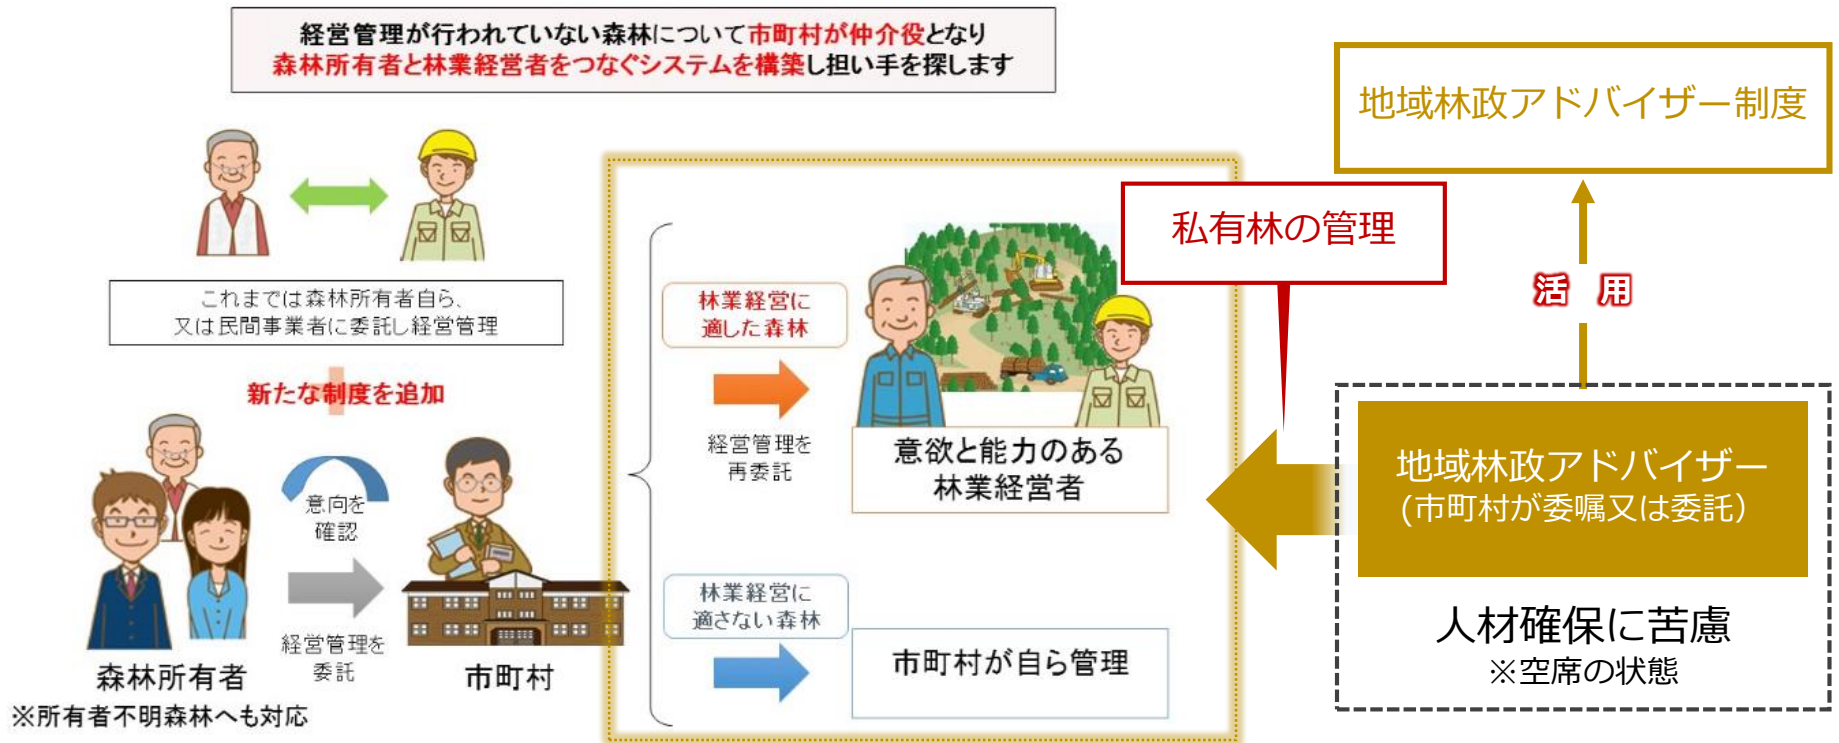 経営管理が行われていない森林について市町村が仲介役となり
森林所有者と林業経営者をつなぐシステムを構築し担い手を探します
これまでは森林所有者自ら、
又は民間事業者に委託し経営管理
新たな制度を追加
意向を
確認
経営管理を
委託
森林所有者
※所有者不明森林へも対応
市町村
林業経営に
適した森林
経営管理を
再委託
意欲と能力のある
林業経営者
林業経営に
適さない森林
市町村が自ら管理
私有林の管理
地域林政アドバイザー制度
活 用
地域林政アドバイザー
(市町村が委嘱又は委託)
人材確保に苦慮
※空席の状態